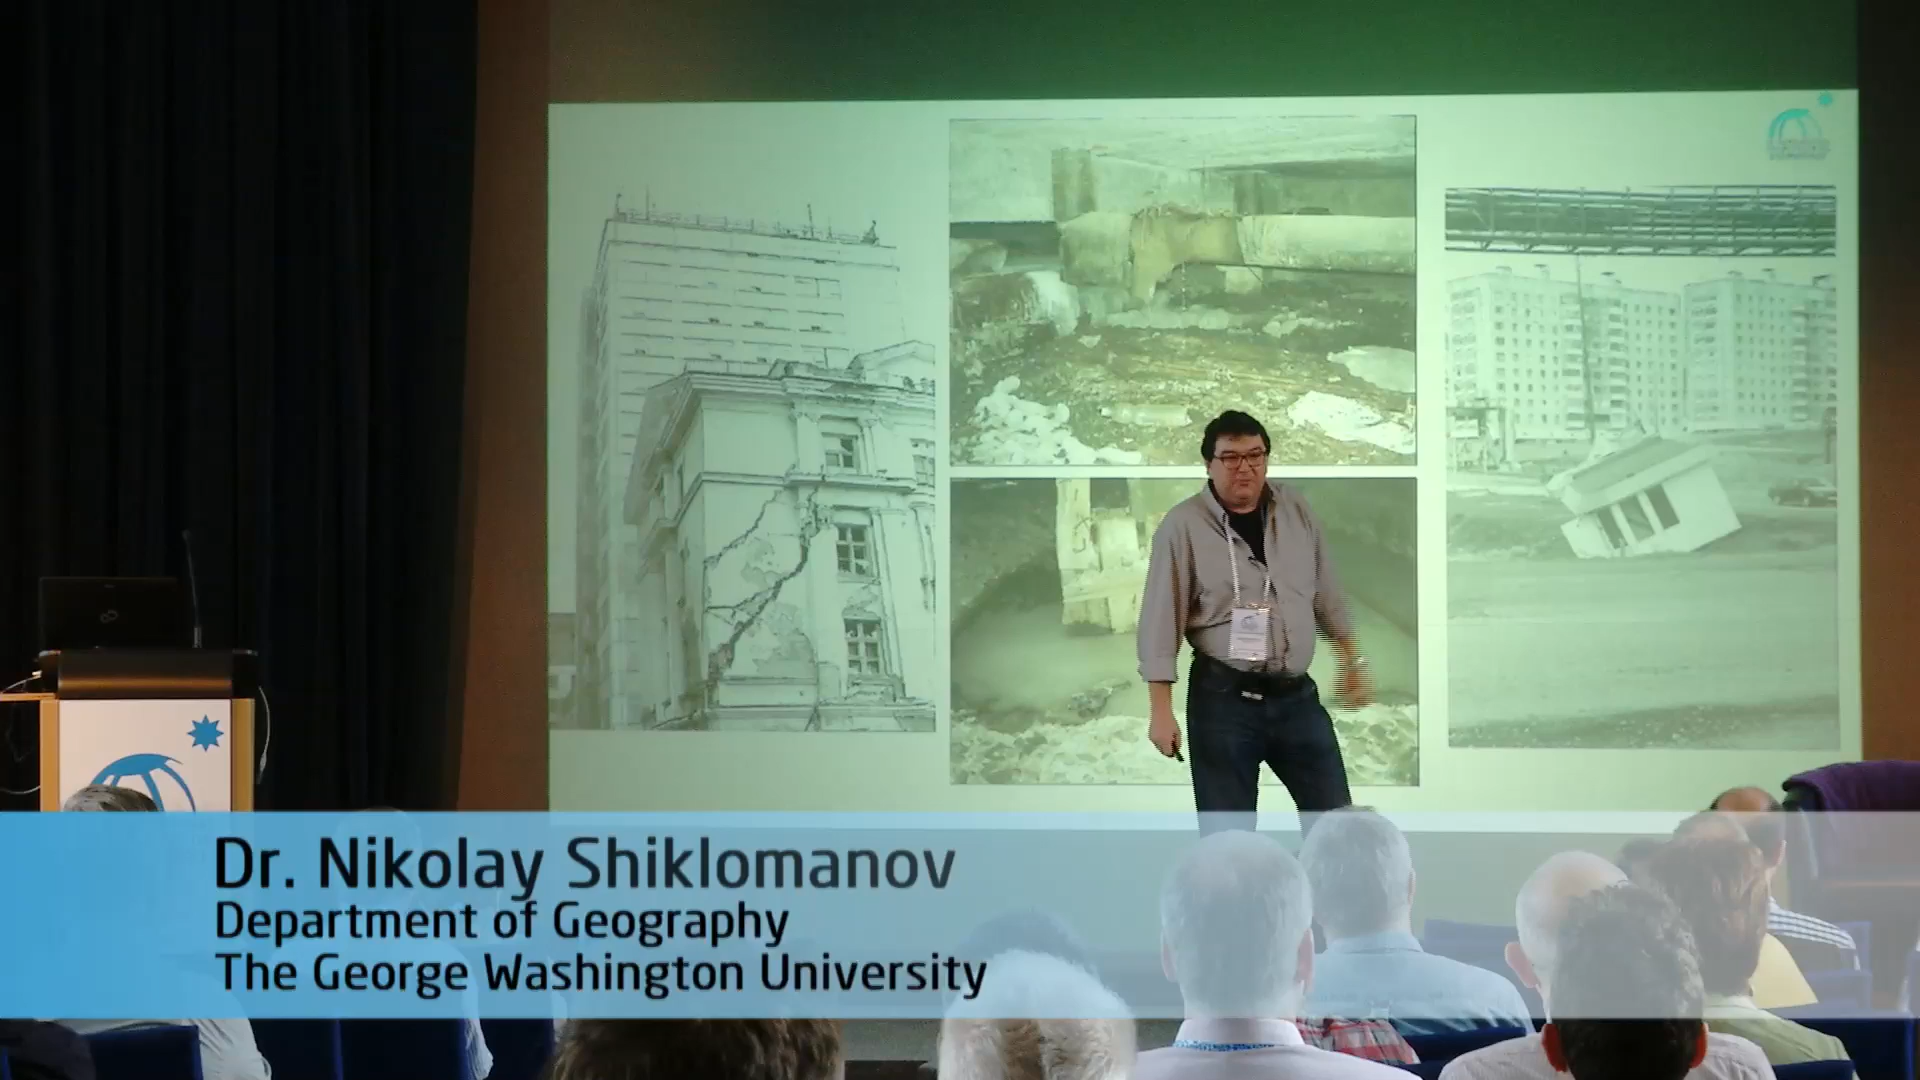 Dr. Nikolay Shiklomanov
Department of Geography
The George Washington University